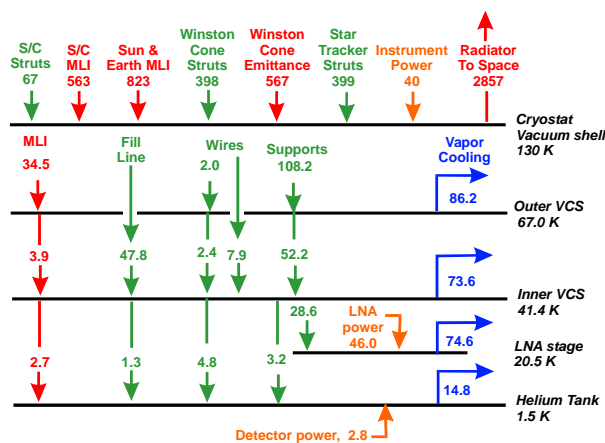 S/C Struts 67
S/C MLI 563
Sun & Earth MLI 823
Winston Cone Struts 398
Winston Cone Emittance 567
Star Tracker Struts 399
Instrument Power 40
Radiator To Space 2857
Cryostat Vacuum shell 130 K
MLI 34.5
Fill Line
2.0
Wires
Supports 108.2
Vapor Cooling
86.2
Outer VCS 67.0 K
3.9
47.8
2.4
7.9
52.2
73.6
Inner VCS 41.4 K
28.6
LNA power 46.0
74.6
LNA stage 20.5 K
2.7
1.3
4.8
3.2
14.8
Helium Tank 1.5 K
Detector power, 2.8